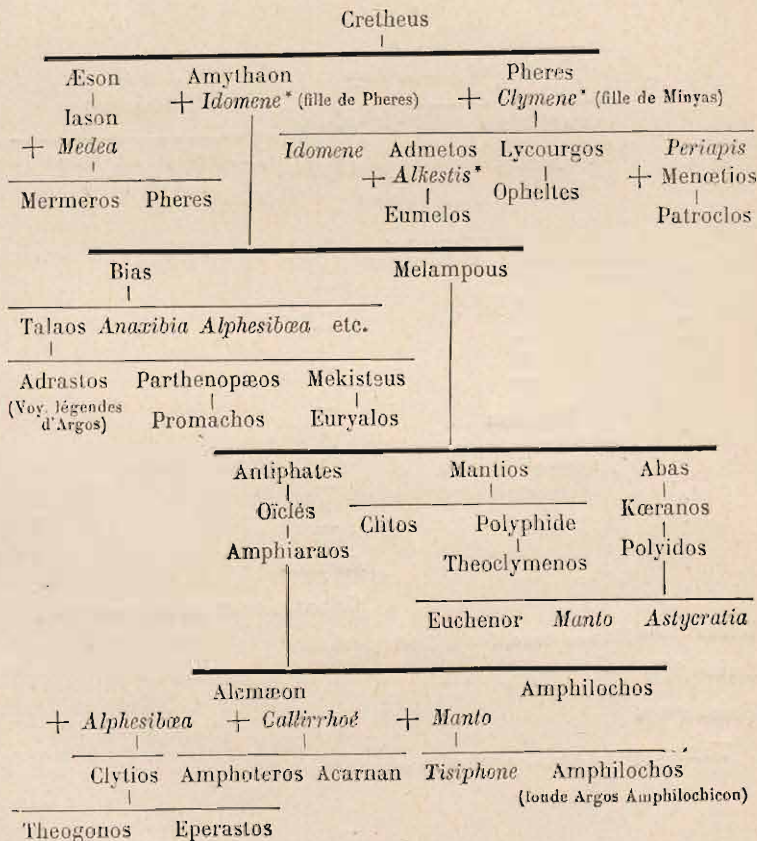 Cretheus
Æson Amythaon Pheres
+ Idomene* (fille de Pheres) + Clymene* (fille de Minyas)
Iason
+ Medea Idomene Admetos Lycourgos Periapis
+ Alkestis* + Menœtios
Mermeros Pheres Opheltes
Eumelos Patroclos
Bias Melampous
Talaos Anaxibia Alphesibœa etc.
Adrastos Parthenopæos Mekisteus
(Voy. légendes
d'Argos) Promachos Euryalos
Antiphates Mantios Abas
Oïclés Clitos Polyphide Kœranos
Amphiaraos Theoclymenos Polyidos
Euchenor Manto Astycratia
Alcmæon Amphilochos
+ Alphesibœa + Callirrhoé + Manto
Clytios Amphoteros Acarnan Tisiphone Amphilochos
(fonde Argos Amphilochicon)
Theogonos Eperastos